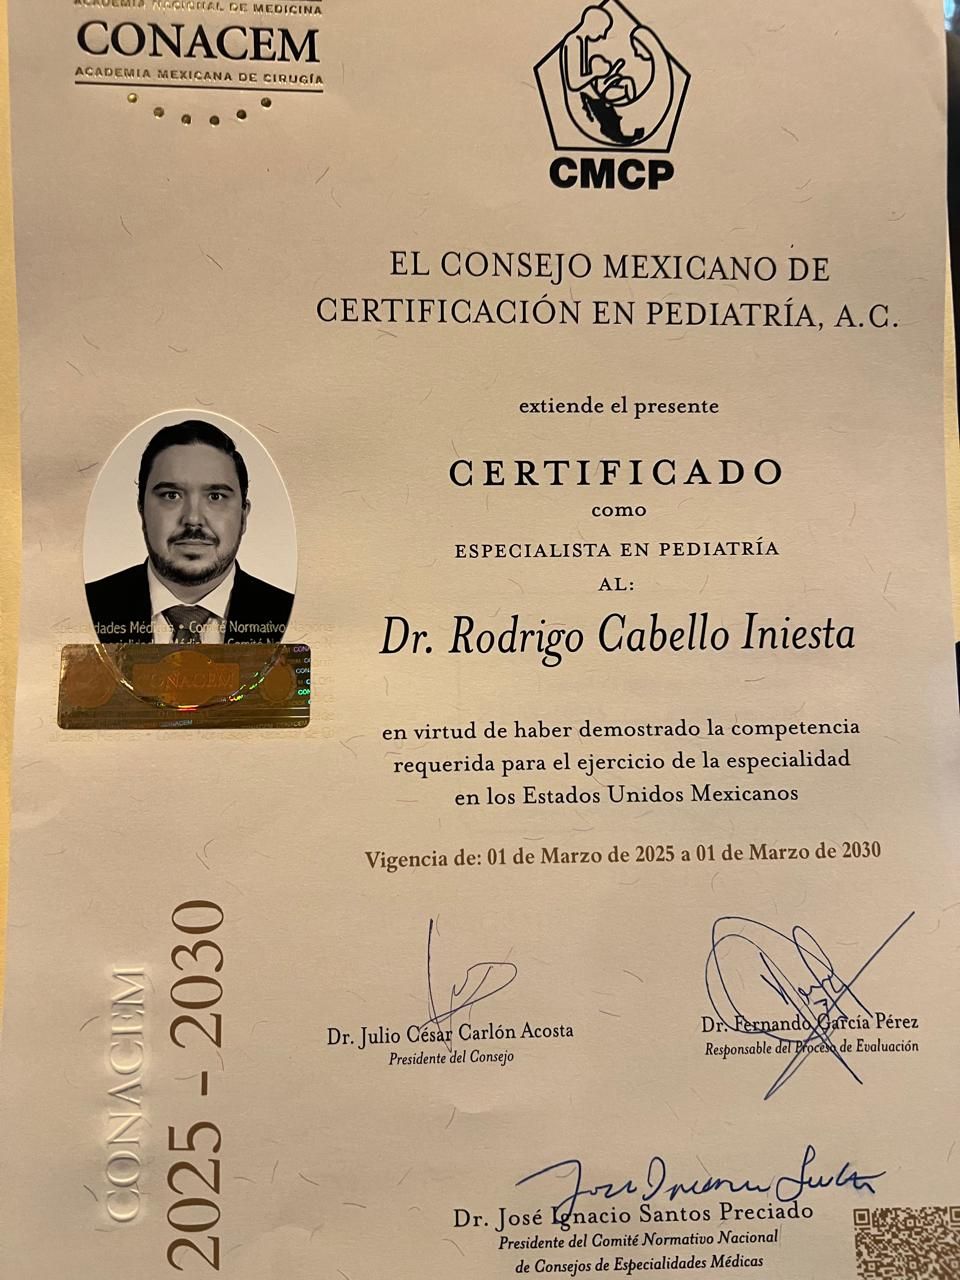 ACADEMIA NACIONAL DE MEDICINA
CONACEM
ACADEMIA MEXICANA DE CIRUGÍA
CMCP
EL CONSEJO MEXICANO DE
CERTIFICACIÓN EN PEDIATRÍA, A.C.
extiende el presente
CERTIFICADO
como
ESPECIALISTA EN PEDIATRÍA
AL:
Dr. Rodrigo Cabello Iniesta
Comité Normativo
CONACEM
en virtud de haber demostrado la competencia
requerida para el ejercicio de la especialidad
en los Estados Unidos Mexicanos
Vigencia de: 01 de Marzo de 2025 a 01 de Marzo de 2030
CONACEM
2025 - 2030
Dr. Julio César Carlón Acosta
Presidente del Consejo
Dr. Fernando García Pérez
Responsable del Proceso de Evaluación
Dr. José Ignacio Santos Preciado
Presidente del Comité Normativo Nacional
de Consejos de Especialidades Médicas